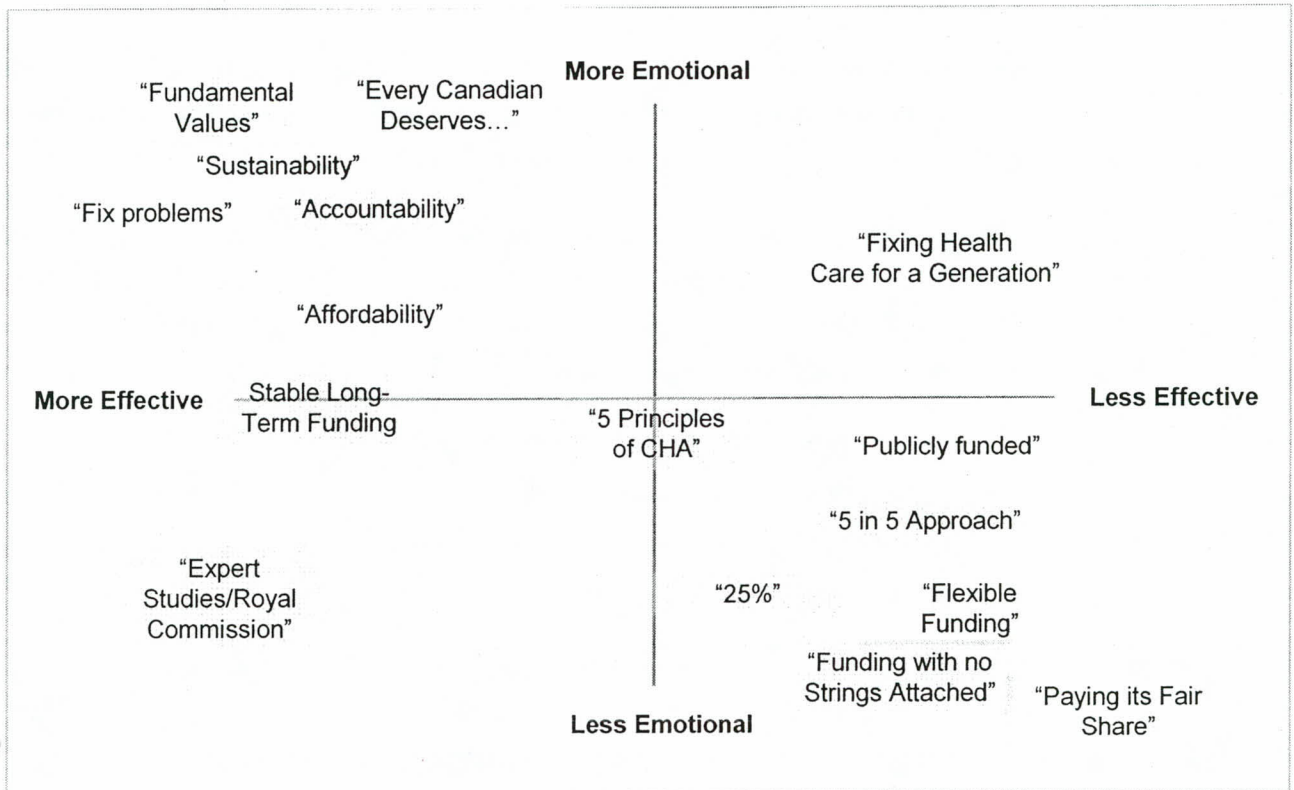 More Emotional
“Fundamental
Values”
“Every Canadian
Deserves…”
“Sustainability”
“Fix problems”
“Accountability”
“Fixing Health
Care for a Generation”
“Affordability”
More Effective
Stable Long-
Term Funding
Less Effective
“5 Principles
of CHA”
“Publicly funded”
“5 in 5 Approach”
“Expert
Studies/Royal
Commission”
“25%”
“Flexible
Funding”
“Funding with no
Strings Attached”
“Paying its Fair
Share”
Less Emotional